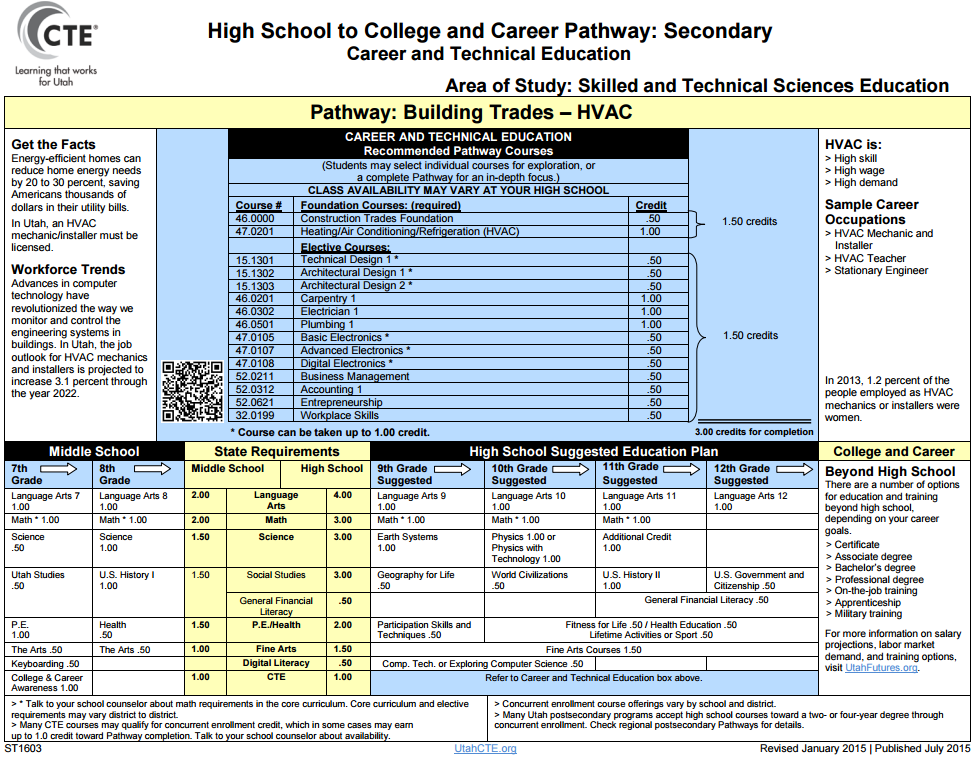 CTE®
Learning that works
for Utah
High School to College and Career Pathway: Secondary
Career and Technical Education
Area of Study: Skilled and Technical Sciences Education
Pathway: Building Trades – HVAC
Get the Facts
Energy-efficient homes can
reduce home energy needs
by 20 to 30 percent, saving
Americans thousands of
dollars in their utility bills.
In Utah, an HVAC
mechanic/installer must be
licensed.
Workforce Trends
Advances in computer
technology have
revolutionized the way we
monitor and control the
engineering systems in
buildings. In Utah, the job
outlook for HVAC mechanics
and installers is projected to
increase 3.1 percent through
the year 2022.
CAREER AND TECHNICAL EDUCATION
Recommended Pathway Courses
(Students may select individual courses for exploration, or
a complete Pathway for an in-depth focus.)
CLASS AVAILABILITY MAY VARY AT YOUR HIGH SCHOOL
Course # Foundation Courses: (required) Credit
46.0000 Construction Trades Foundation .50
47.0201 Heating/Air Conditioning/Refrigeration (HVAC) 1.00
1.50 credits
Elective Courses:
15.1301 Technical Design 1 * .50
15.1302 Architectural Design 1 * .50
15.1303 Architectural Design 2 * .50
46.0201 Carpentry 1 1.00
46.0302 Electrician 1 1.00
46.0501 Plumbing 1 1.00
47.0105 Basic Electronics * .50
47.0107 Advanced Electronics * .50
47.0108 Digital Electronics * .50
52.0211 Business Management .50
52.0312 Accounting 1 .50
52.0621 Entrepreneurship .50
32.0199 Workplace Skills .50
1.50 credits
* Course can be taken up to 1.00 credit.
3.00 credits for completion
HVAC is:
> High skill
> High wage
> High demand
Sample Career
Occupations
> HVAC Mechanic and
Installer
> HVAC Teacher
> Stationary Engineer
In 2013, 1.2 percent of the
people employed as HVAC
mechanics or installers were
women.
Middle School State Requirements High School Suggested Education Plan College and Career
7th Grade 8th Grade Middle School High School 9th Grade Suggested 10th Grade Suggested 11th Grade Suggested 12th Grade Suggested
Language Arts 7 1.00 Language Arts 8 1.00 2.00 Language Arts 4.00 Language Arts 9 1.00 Language Arts 10 1.00 Language Arts 11 1.00 Language Arts 12 1.00
Math * 1.00 Math * 1.00 2.00 Math 3.00 Math * 1.00 Math * 1.00 Math * 1.00
Science .50 Science 1.00 1.50 Science 3.00 Earth Systems 1.00 Physics 1.00 or Physics with Technology 1.00 Additional Credit 1.00
Utah Studies .50 U.S. History I 1.00 1.50 Social Studies 3.00 Geography for Life .50 World Civilizations .50 U.S. History II 1.00 U.S. Government and Citizenship .50
General Financial Literacy .50 General Financial Literacy .50
P.E. 1.00 Health .50 1.50 P.E./Health 2.00 Participation Skills and Techniques .50 Fitness for Life .50 / Health Education .50 Lifetime Activities or Sport .50
The Arts .50 The Arts .50 1.00 Fine Arts 1.50 Fine Arts Courses 1.50
Keyboarding .50 Digital Literacy .50 Comp. Tech. or Exploring Computer Science .50
College & Career Awareness 1.00 1.00 CTE 1.00 Refer to Career and Technical Education box above.
Beyond High School
There are a number of options
for education and training
beyond high school,
depending on your career
goals.
> Certificate
> Associate degree
> Bachelor's degree
> Professional degree
> On-the-job training
> Apprenticeship
> Military training
For more information on salary
projections, labor market
demand, and training options,
visit UtahFutures.org.
> * Talk to your school counselor about math requirements in the core curriculum. Core curriculum and elective
requirements may vary district to district.
> Many CTE courses may qualify for concurrent enrollment credit, which in some cases may earn
up to 1.0 credit toward Pathway completion. Talk to your school counselor about availability.
> Concurrent enrollment course offerings vary by school and district.
> Many Utah postsecondary programs accept high school courses toward a two- or four-year degree through
concurrent enrollment. Check regional postsecondary Pathways for details.
ST1603 UtahCTE.org Revised January 2015 | Published July 2015